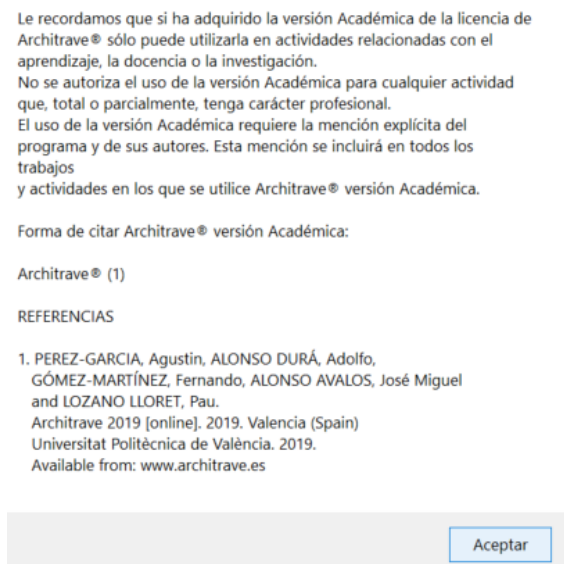 Le recordamos que si ha adquirido la versión Académica de la licencia de
Architrave® sólo puede utilizarla en actividades relacionadas con el
aprendizaje, la docencia o la investigación.
No se autoriza el uso de la versión Académica para cualquier actividad
que, total o parcialmente, tenga carácter profesional.
El uso de la versión Académica requiere la mención explícita del
programa y de sus autores. Esta mención se incluirá en todos los
trabajos
y actividades en los que se utilice Architrave® versión Académica.
Forma de citar Architrave® versión Académica:
Architrave® (1)
REFERENCIAS
1. PEREZ-GARCIA, Agustin, ALONSO DURÁ, Adolfo,
GÓMEZ-MARTÍNEZ, Fernando, ALONSO AVALOS, José Miguel
and LOZANO LLORET, Pau.
Architrave 2019 [online]. 2019. Valencia (Spain)
Universitat Politècnica de València. 2019.
Available from: www.architrave.es
Aceptar